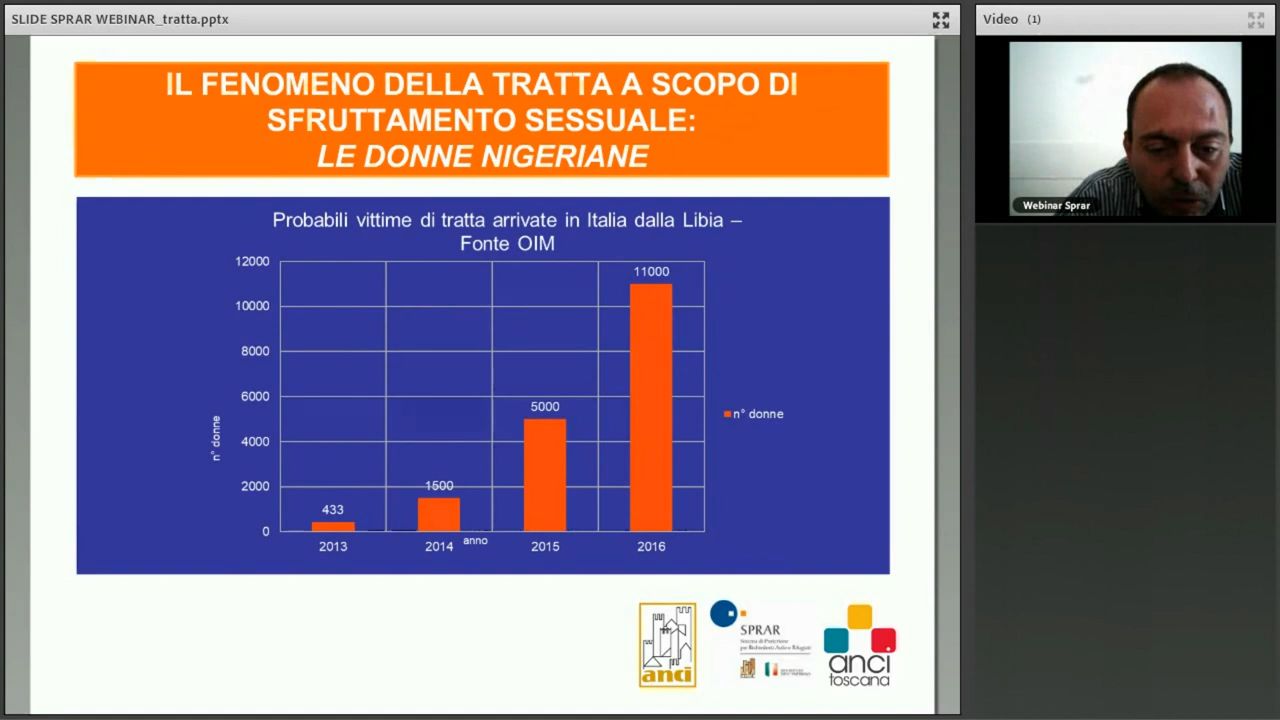 SLIDE SPRAR WEBINAR_tratta.pptx
Video (1)
IL FENOMENO DELLA TRATTA A SCOPO DI
SFRUTTAMENTO SESSUALE:
LE DONNE NIGERIANE
Webinar Sprar
Probabili vittime di tratta arrivate in Italia dalla Libia –
Fonte OIM
12000
10000
8000
6000
4000
2000
0
n° donne
433
1500
5000
11000
2013
2014
2015
2016
anno
n° donne
anci
SPRAR
Sistema di Protezione
per Richiedenti Asilo e Rifugiati
anci
toscana